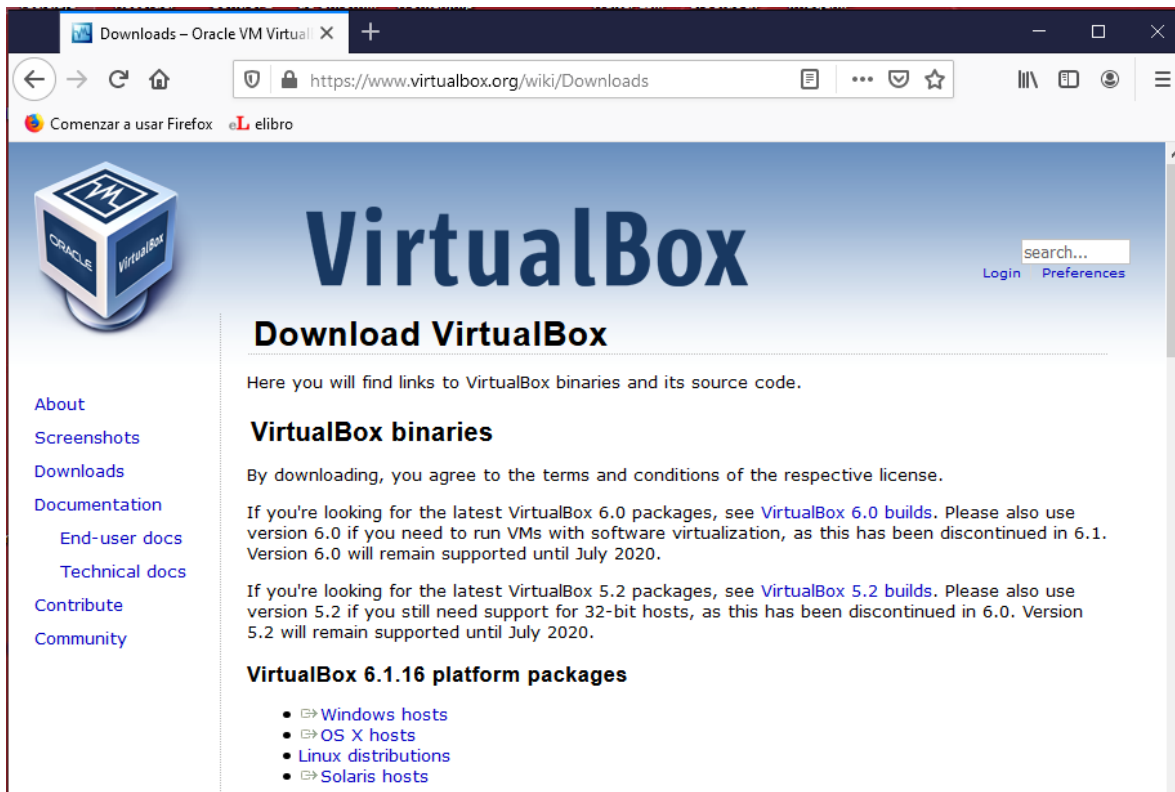 Downloads – Oracle VM Virtual
https://www.virtualbox.org/wiki/Downloads
Comenzar a usar Firefox
eL elibro
VM
ORACLE
VirtualBox
VirtualBox
search...
Login Preferences
Download VirtualBox
Here you will find links to VirtualBox binaries and its source code.
About
Screenshots
Downloads
Documentation
End-user docs
Technical docs
Contribute
Community
VirtualBox binaries
By downloading, you agree to the terms and conditions of the respective license.
If you're looking for the latest VirtualBox 6.0 packages, see VirtualBox 6.0 builds. Please also use
version 6.0 if you need to run VMs with software virtualization, as this has been discontinued in 6.1.
Version 6.0 will remain supported until July 2020.
If you're looking for the latest VirtualBox 5.2 packages, see VirtualBox 5.2 builds. Please also use
version 5.2 if you still need support for 32-bit hosts, as this has been discontinued in 6.0. Version
5.2 will remain supported until July 2020.
VirtualBox 6.1.16 platform packages
Windows hosts
OS X hosts
Linux distributions
Solaris hosts